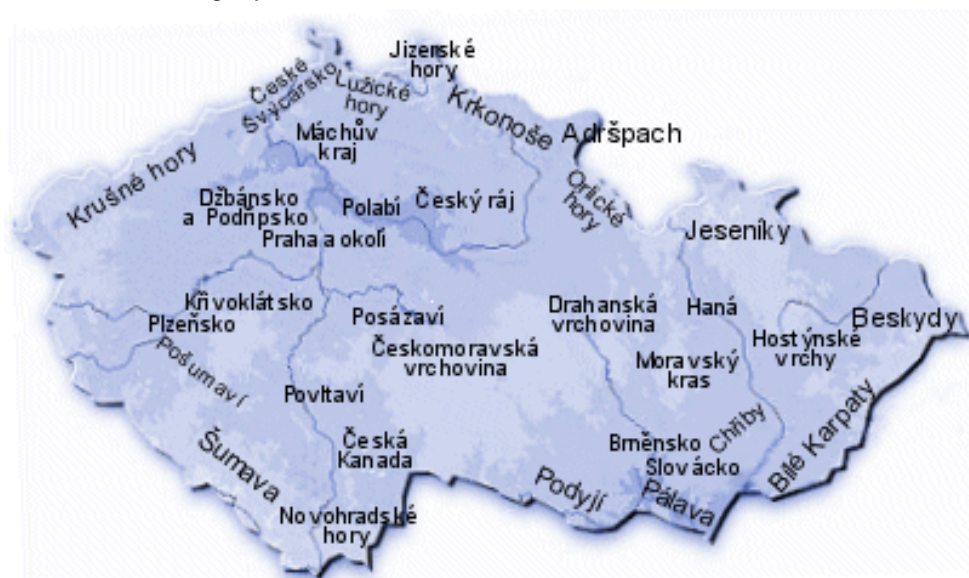 Jizerské
hory
České
Švýcarsko
Lužické
hory
Krkonoše
Adršpach
Máchův
kraj
Krušné hory
Džbánsko
a Podřipsko
Polabí
Český ráj
Orlické
hory
Praha a okolí
Jeseníky
Křivoklátsko
Plzeňsko
Posázaví
Drahanská
vrchovina
Haná
Beskydy
Hostýnské
vrchy
Pošumaví
Českomoravská
vrchovina
Moravský
kras
Povltaví
Šumava
Česká
Kanada
Brněnsko
Chřiby
Slovácko
Bílé Karpaty
Podyjí
Pálava
Novohradské
hory